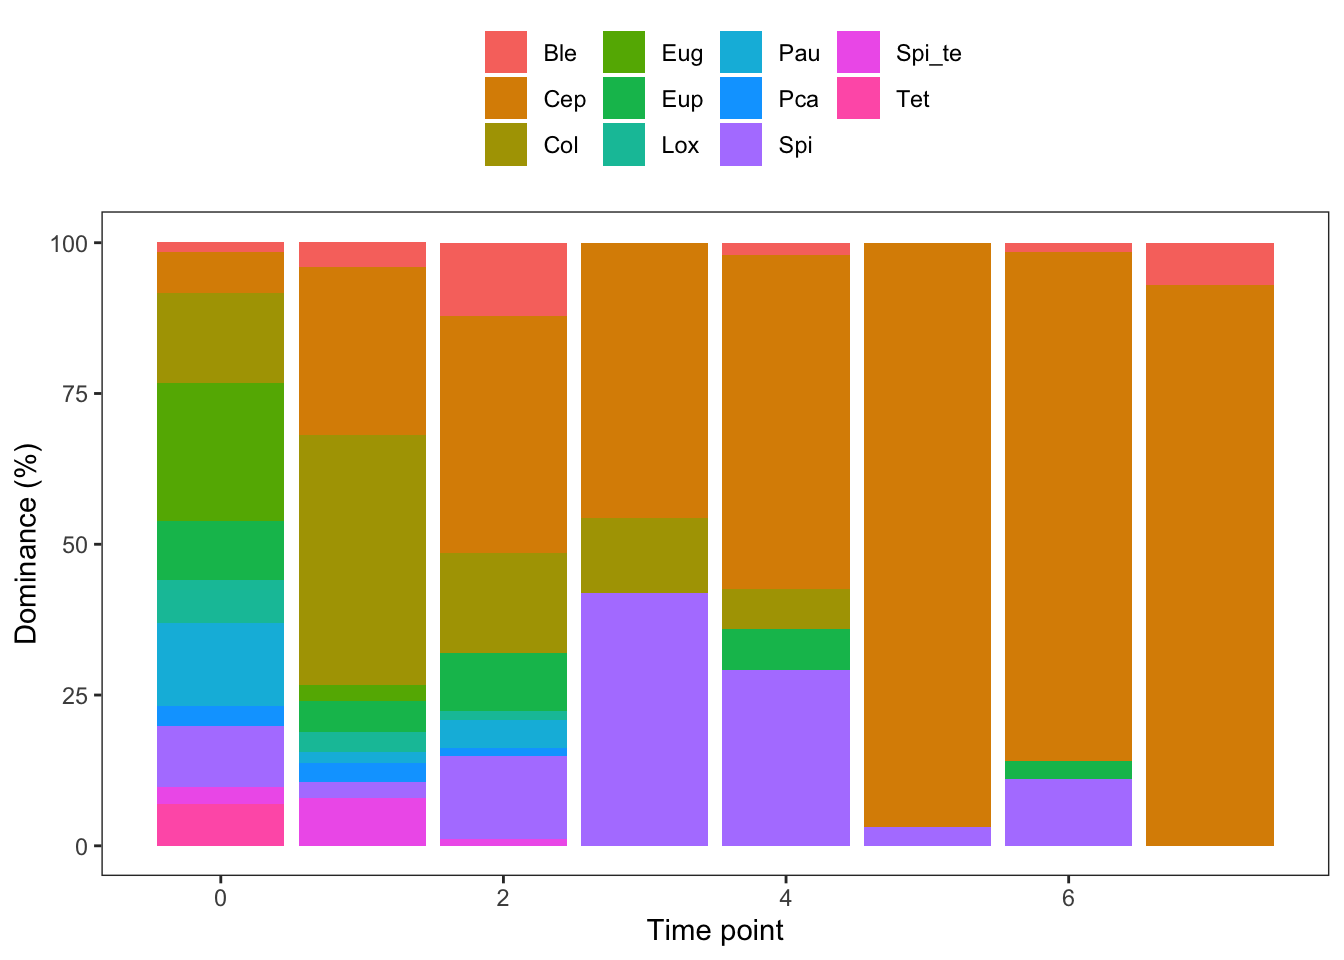 Ble Eug Pau Spi_te
Cep Eup Pca Tet
Col Lox Spi
100
75
50
25
0
Dominance (%)
0 2 4 6
Time point